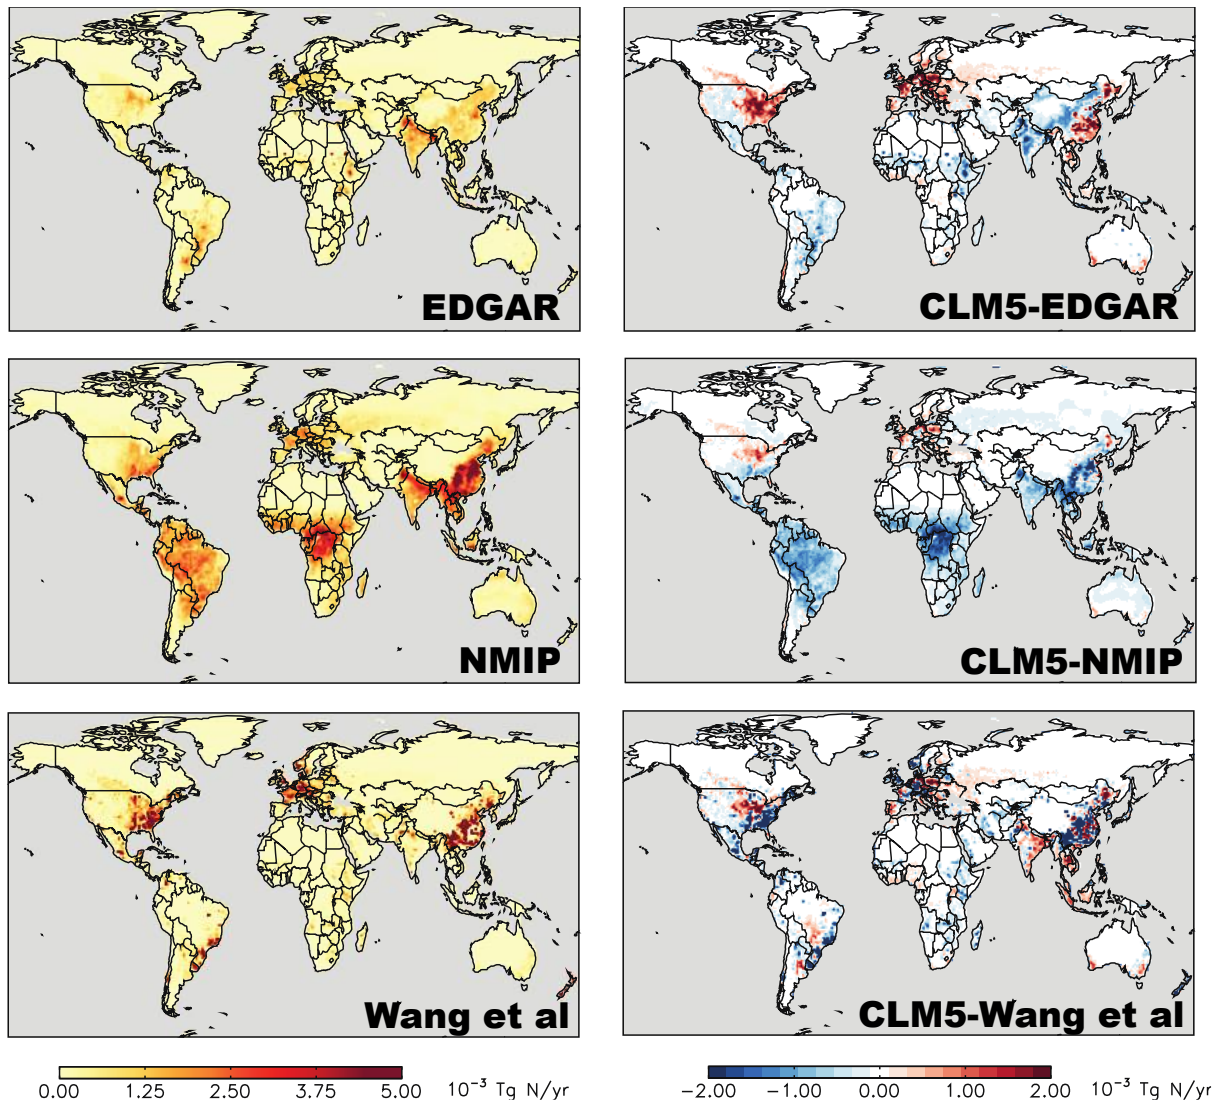 EDGAR
CLM5-EDGAR
NMIP
CLM5-NMIP
Wang et al
CLM5-Wang et al
0.00 1.25 2.50 3.75 5.00 10⁻³ Tg N/yr
−2.00 −1.00 0.00 1.00 2.00 10⁻³ Tg N/yr